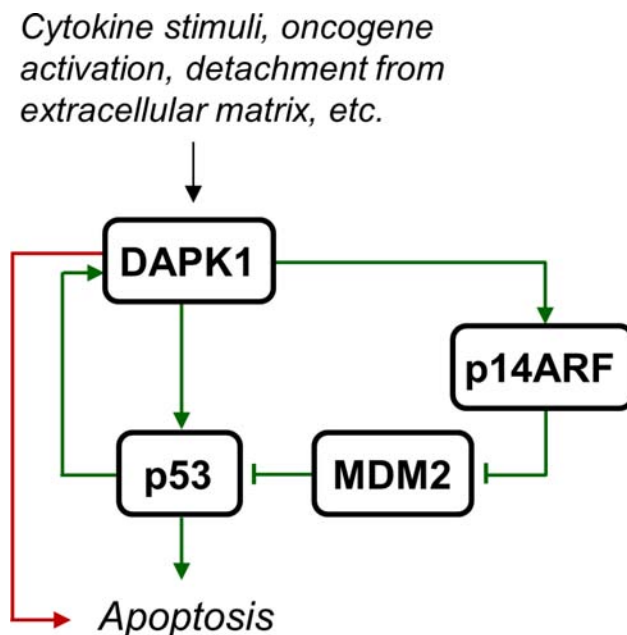 Cytokine stimuli, oncogene
activation, detachment from
extracellular matrix, etc.
DAPK1
p14ARF
p53
MDM2
Apoptosis